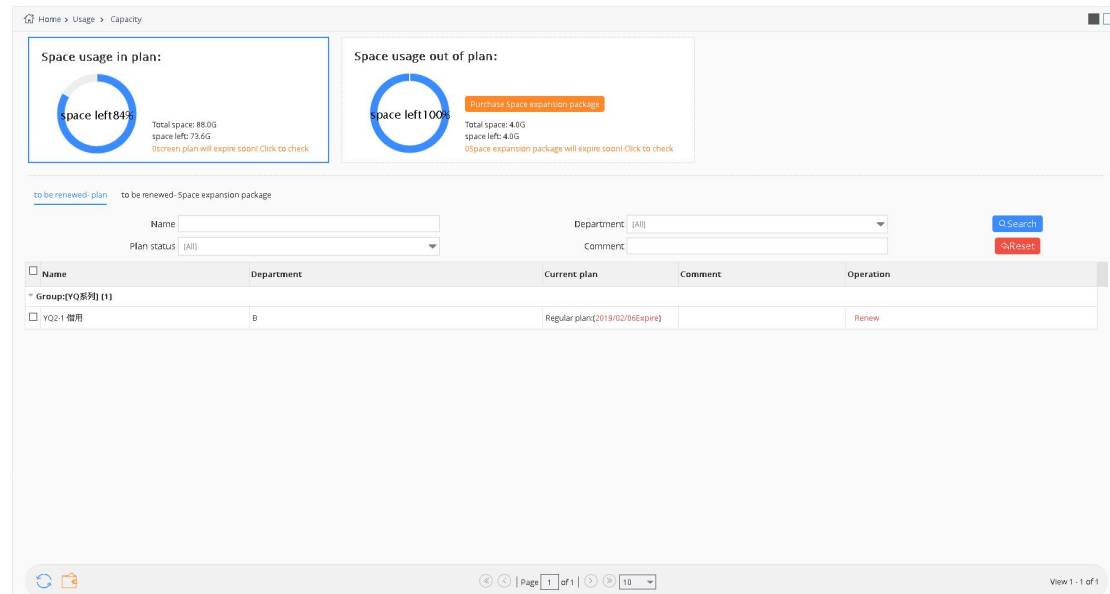 Home > Usage > Capacity
Space usage in plan:
space left84%
Total space: 88.0G
space left: 73.6G
0screen plan will expire soon! Click to check
Space usage out of plan:
space left100%
Purchase Space expansion package
Total space: 4.0G
space left: 4.0G
0Space expansion package will expire soon! Click to check
to be renewed- plan to be renewed- Space expansion package
Name Department [All] Search
Plan status [All] Comment Reset
Name Department Current plan Comment Operation
Group:[YQ系列] (1)
YQ2-1 借用 B Regular plan:(2019/02/06Expire) Renew
Page 1 of 1 10 View 1 - 1 of 1